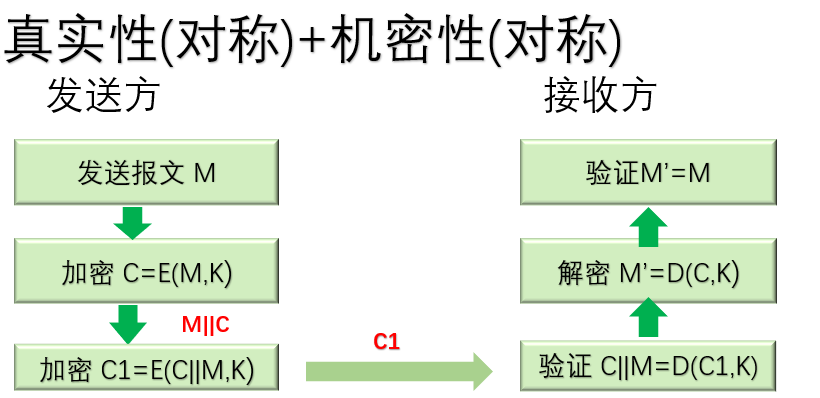 真实性(对称)+机密性(对称)
发送方
接收方
发送报文 M
验证M’=M
加密 C=E(M,K)
解密 M’=D(C,K)
M||C
C1
加密 C1=E(C||M,K)
验证 C||M=D(C1,K)